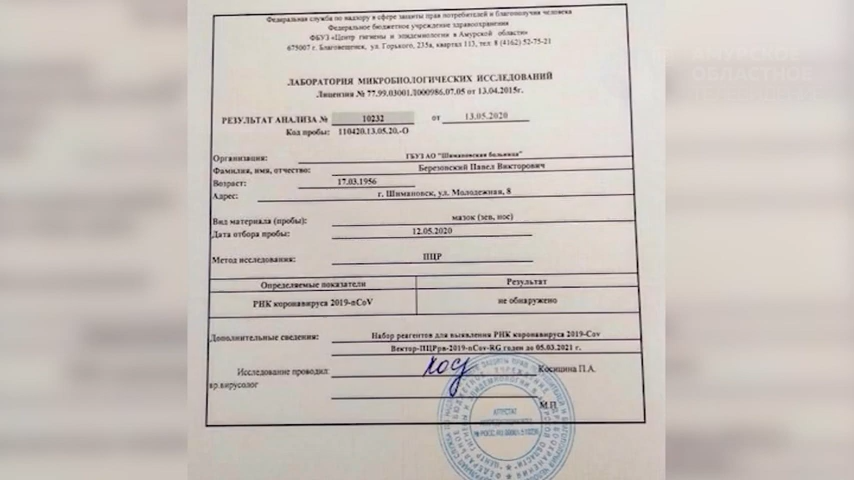 Федеральная служба по надзору в сфере защиты прав потребителей и благополучия человека
Федеральное бюджетное учреждение здравоохранения
ФБУЗ «Центр гигиены и эпидемиологии в Амурской области»
675007 г. Благовещенск, ул. Горького, 235а, квартал 113, тел: 8 (4162) 52-75-21
АМУРСКОЕ
ОБЛАСТНОЕ
ЛАБОРАТОРИЯ МИКРОБИОЛОГИЧЕСКИХ ИССЛЕДОВАНИЙ
Лицензия № 77.99.03001.Л000986.07.05 от 13.04.2015г.
РЕЗУЛЬТАТ АНАЛИЗА № 10232 от 13.05.2020
Код пробы: 110420.13.05.20.-О
Организация: ГБУЗ АО "Шимановская больница"
Фамилия, имя, отчество: Березовский Павел Викторович
Возраст: 17.03.1956
Адрес: г. Шимановск, ул. Молодежная, 8
Вид материала (пробы): мазок (зев, нос)
Дата отбора пробы: 12.05.2020
Метод исследования: ПЦР
Определяемые показатели Результат
РНК коронавируса 2019-nCoV не обнаружено
Дополнительные сведения: Набор реагентов для выявления РНК коронавируса 2019-Cov
Вектор-ПЦРрв-2019-nCov-RG годен до 05.03.2021 г.
Исследование проводил Косицина П.А.
вр.вирусолог
М.П.